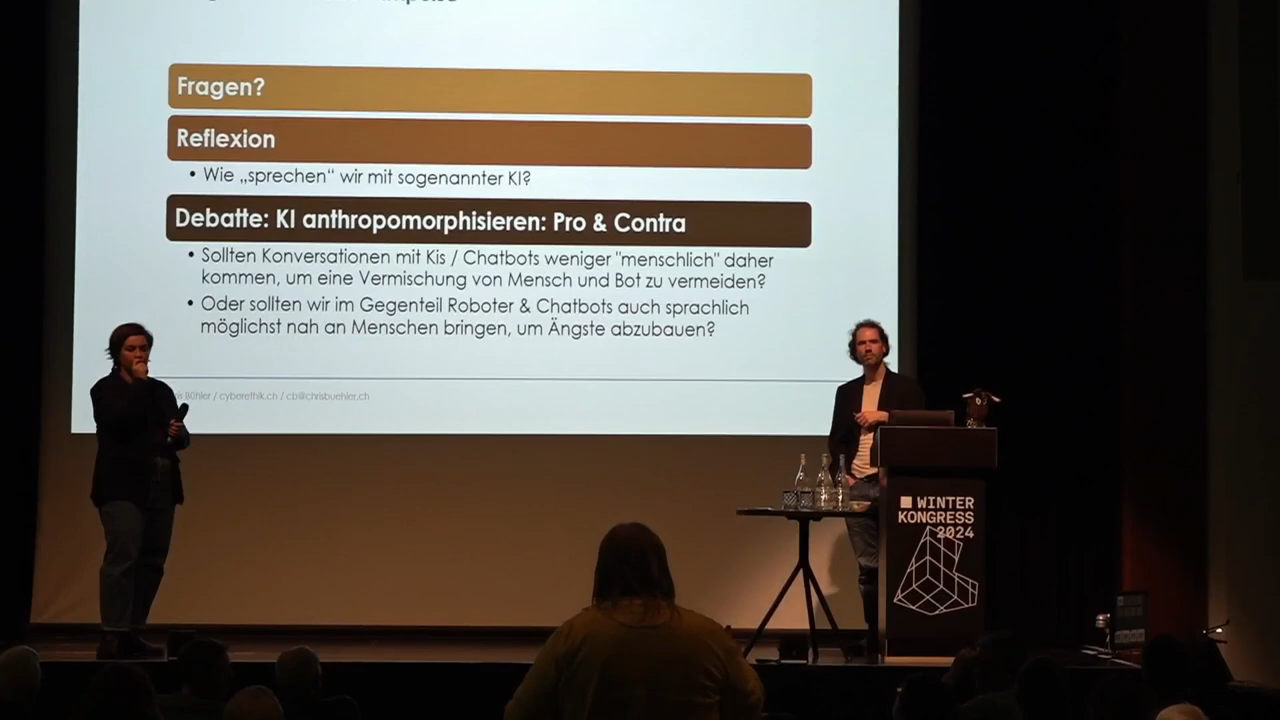 Fragen?
Reflexion
• Wie „sprechen“ wir mit sogenannter KI?
Debatte: KI anthropomorphisieren: Pro & Contra
• Sollten Konversationen mit Kis / Chatbots weniger "menschlich" daher
kommen, um eine Vermischung von Mensch und Bot zu vermeiden?
• Oder sollten wir im Gegenteil Roboter & Chatbots auch sprachlich
möglichst nah an Menschen bringen, um Ängste abzubauen?
Bühler / cyberethik.ch / cb@chrisbuehler.ch
WINTER
KONGRESS
2024